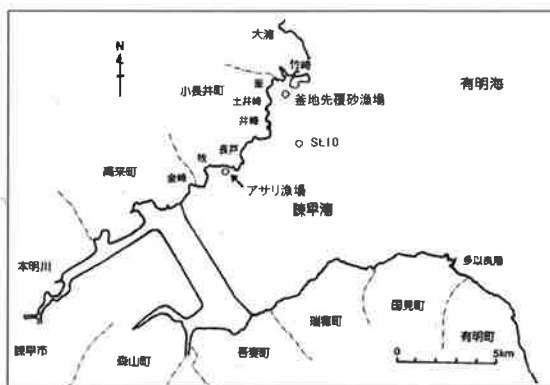 大浦
N
竹崎
有明海
釜
小長井町
釜地先覆砂漁場
土井崎
井崎
St.10
長戸
牧
高来町
金崎
アサリ漁場
諫早湾
本明川
多以良
瑞穂町
国見町
有明町
諫早市
森山町
吾妻町
0
5km